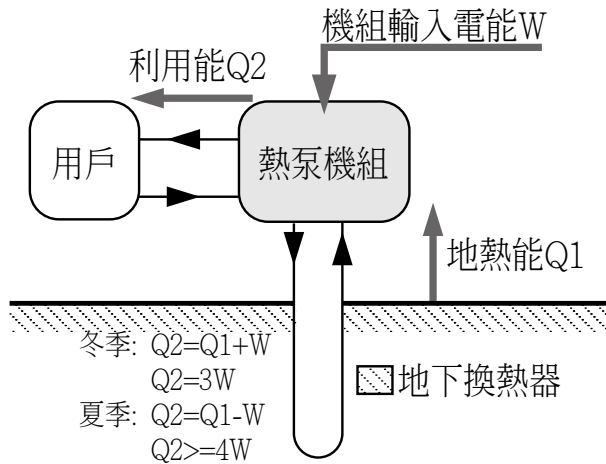 機組輸入電能W
利用能Q2
用戶
熱泵機組
地熱能Q1
冬季: Q2=Q1+W
Q2=3W
夏季: Q2=Q1-W
Q2>=4W
地下換熱器